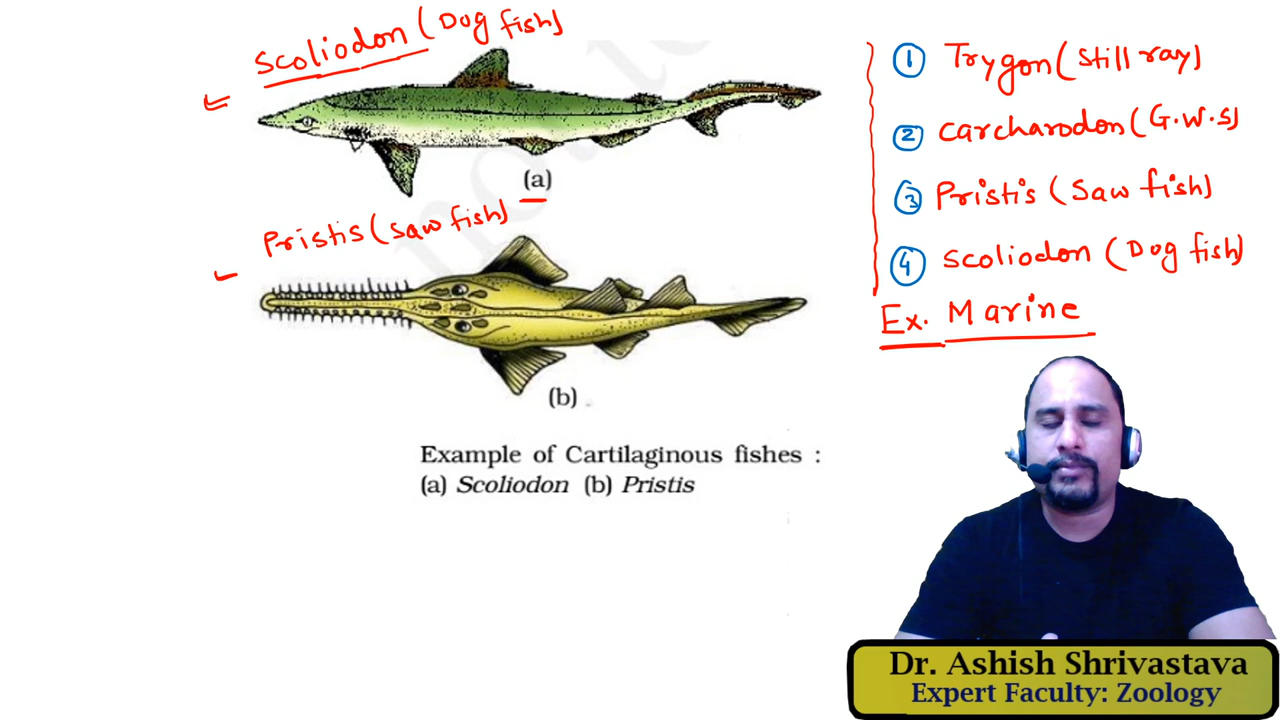 Scoliodon (Dog fish)
(a)
Pristis (Saw fish)
(b)
Example of Cartilaginous fishes :
(a) Scoliodon (b) Pristis
① Trygon (Still ray)
② Carcharodon (G.W.S)
③ Pristis (Saw fish)
④ Scoliodon (Dog fish)
Ex. Marine
Dr. Ashish Shrivastava
Expert Faculty: Zoology